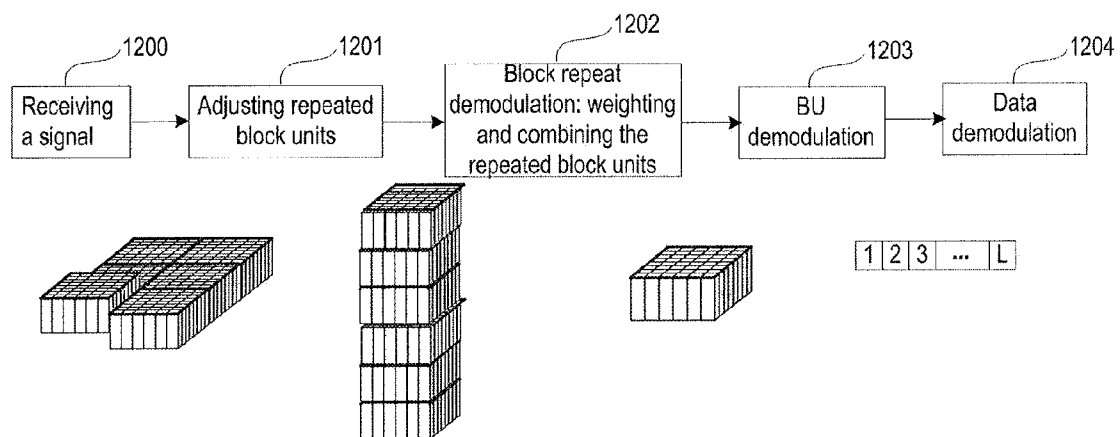 1200
1201
1202
1203
1204
Receiving
a signal
Adjusting repeated
block units
Block repeat
demodulation: weighting
and combining the
repeated block units
BU
demodulation
Data
demodulation
1 2 3 ... L